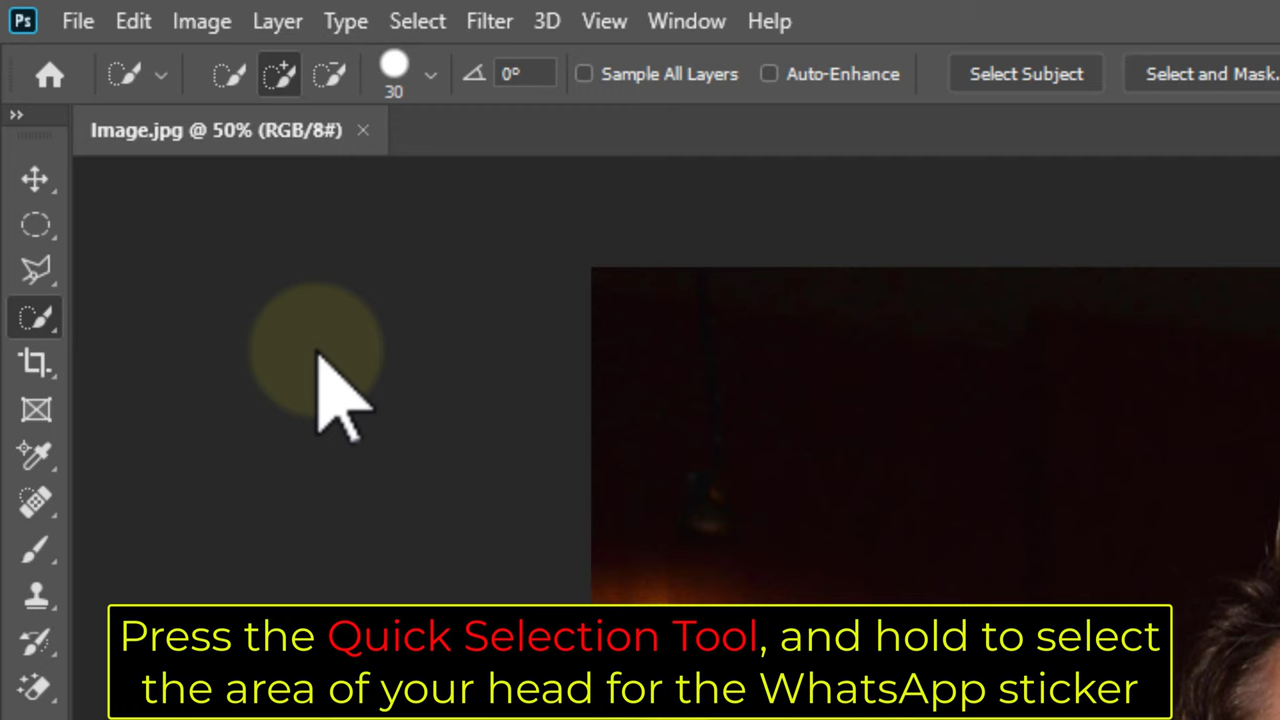 Ps File Edit Image Layer Type Select Filter 3D View Window Help
30 0° Sample All Layers Auto-Enhance Select Subject Select and Mask..
Image.jpg @ 50% (RGB/8#) ×
Press the Quick Selection Tool, and hold to select
the area of your head for the WhatsApp sticker